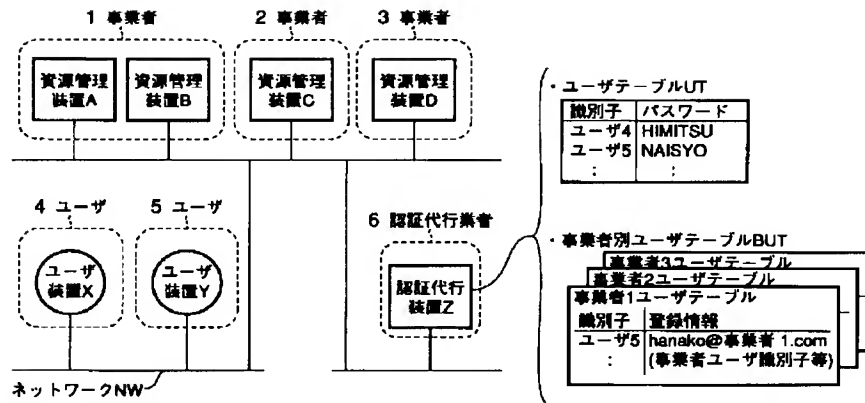 1 事業者
2 事業者
3 事業者
資源管理
装置A
資源管理
装置B
資源管理
装置C
資源管理
装置D
4 ユーザ
5 ユーザ
ユーザ
装置X
ユーザ
装置Y
6 認証代行業者
認証代行
装置Z
ネットワークNW
・ユーザテーブルUT
識別子 パスワード
ユーザ4 HIMITSU
ユーザ5 NAISYO
: :
・事業者別ユーザテーブルBUT
事業者3ユーザテーブル
事業者2ユーザテーブル
事業者1ユーザテーブル
識別子 登録情報
ユーザ5 hanako@事業者1.com
: (事業者ユーザ識別子等)